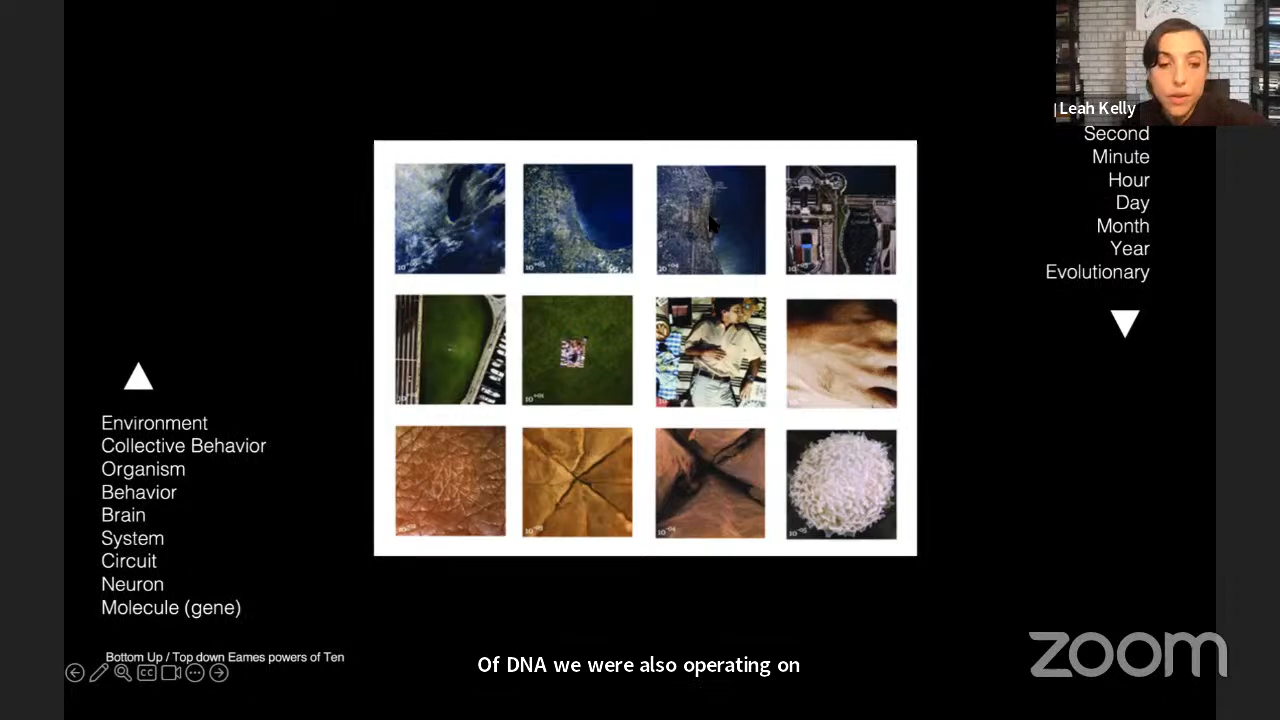 Leah Kelly
Second
Minute
Hour
Day
Month
Year
Evolutionary
Environment
Collective Behavior
Organism
Behavior
Brain
System
Circuit
Neuron
Molecule (gene)
Bottom Up / Top down Eames powers of Ten
CC
Of DNA we were also operating on
zoom